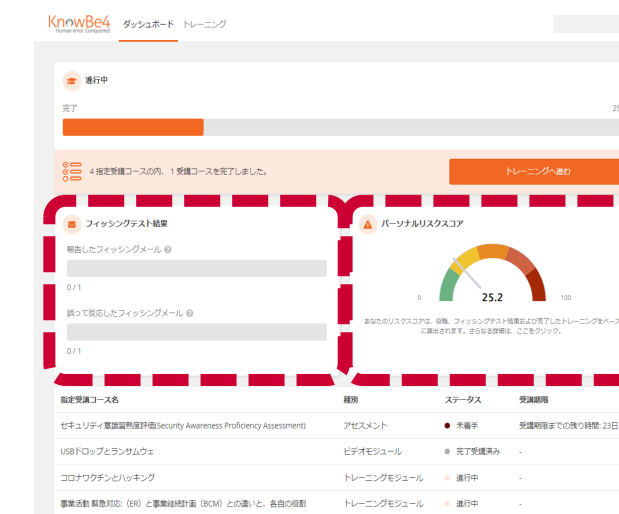 KnowBe4
Human error. Conquered.
ダッシュボード トレーニング
進行中
完了 25
4 指定受講コースの内、 1 受講コースを完了しました。
トレーニングへ進む
フィッシングテスト結果
報告したフィッシングメール
0 / 1
誤って反応したフィッシングメール
0 / 1
パーソナルリスクスコア
0 25.2 100
あなたのリスクスコアは、役職、フィッシングテスト結果および完了したトレーニングをベース
に算出されます。さらなる詳細は、ここをクリック。
指定受講コース名 種別 ステータス 受講期限
セキュリティ意識習熟度評価(Security Awareness Proficiency Assessment) アセスメント 未着手 受講期限までの残り時間: 23日
USBドロップとランサムウェ ビデオモジュール 完了受講済み -
コロナワクチンとハッキング トレーニングモジュール 進行中 -
事業活動 緊急対応:（ER）と事業継続計画（BCM）との違いと、各自の役割 トレーニングモジュール 進行中 -